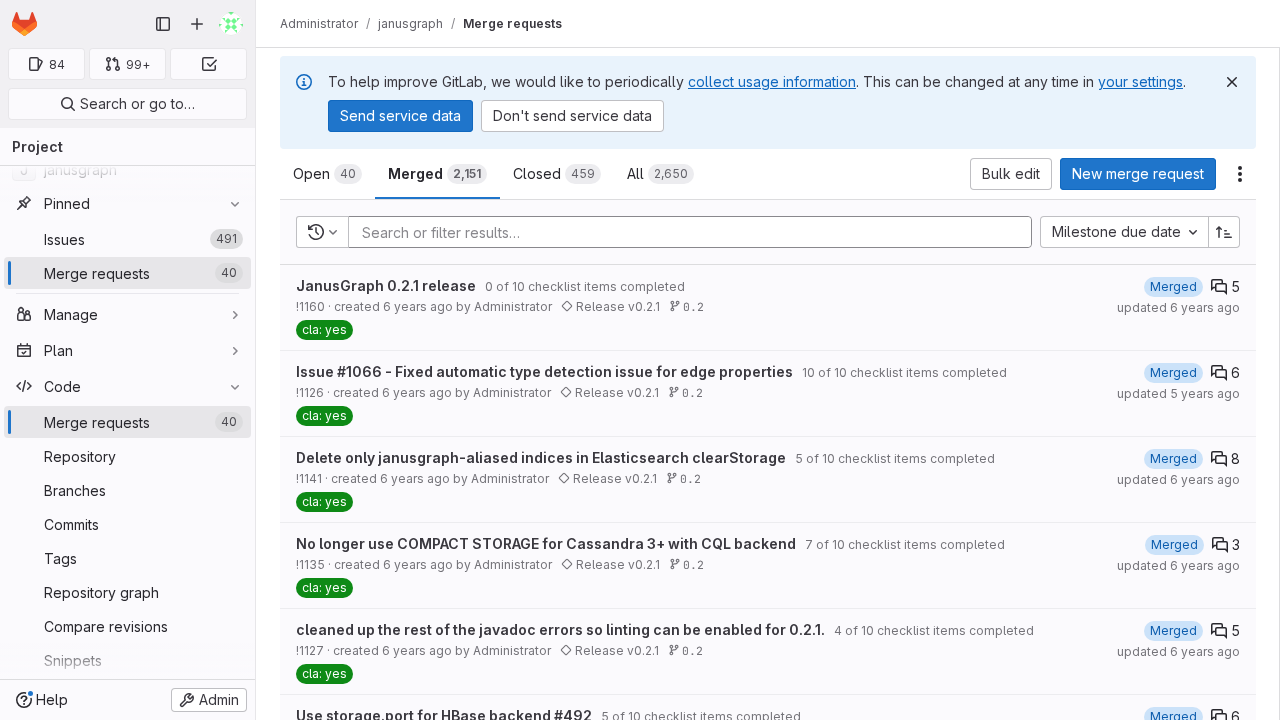 Administrator / janusgraph / Merge requests
84
99+
Search or go to…
Project
janusgraph
Pinned
Issues 491
Merge requests 40
Manage
Plan
Code
Merge requests 40
Repository
Branches
Commits
Tags
Repository graph
Compare revisions
Snippets
Help
Admin
To help improve GitLab, we would like to periodically collect usage information. This can be changed at any time in your settings.
Send service data
Don't send service data
Open 40
Merged 2,151
Closed 459
All 2,650
Bulk edit
New merge request
Search or filter results…
Milestone due date
JanusGraph 0.2.1 release 0 of 10 checklist items completed
Merged 5
!1160 · created 6 years ago by Administrator Release v0.2.1 0.2
updated 6 years ago
cla: yes
Issue #1066 - Fixed automatic type detection issue for edge properties 10 of 10 checklist items completed
Merged 6
!1126 · created 6 years ago by Administrator Release v0.2.1 0.2
updated 5 years ago
cla: yes
Delete only janusgraph-aliased indices in Elasticsearch clearStorage 5 of 10 checklist items completed
Merged 8
!1141 · created 6 years ago by Administrator Release v0.2.1 0.2
updated 6 years ago
cla: yes
No longer use COMPACT STORAGE for Cassandra 3+ with CQL backend 7 of 10 checklist items completed
Merged 3
!1135 · created 6 years ago by Administrator Release v0.2.1 0.2
updated 6 years ago
cla: yes
cleaned up the rest of the javadoc errors so linting can be enabled for 0.2.1. 4 of 10 checklist items completed
Merged 5
!1127 · created 6 years ago by Administrator Release v0.2.1 0.2
updated 6 years ago
cla: yes
Use storage.port for HBase backend #492 5 of 10 checklist items completed
Merged 6